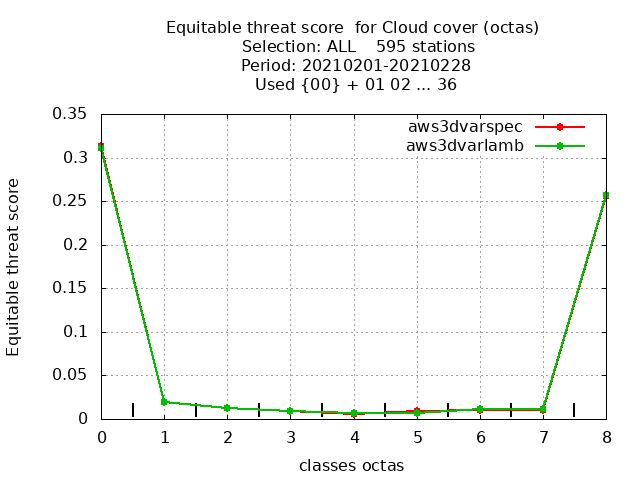 Equitable threat score  for Cloud cover (octas)
Selection: ALL    595 stations
Period: 20210201-20210228
Used {00} + 01 02 ... 36
aws3dvarspec
aws3dvarlamb
Equitable threat score
0.35
0.3
0.25
0.2
0.15
0.1
0.05
0
0 1 2 3 4 5 6 7 8
classes octas